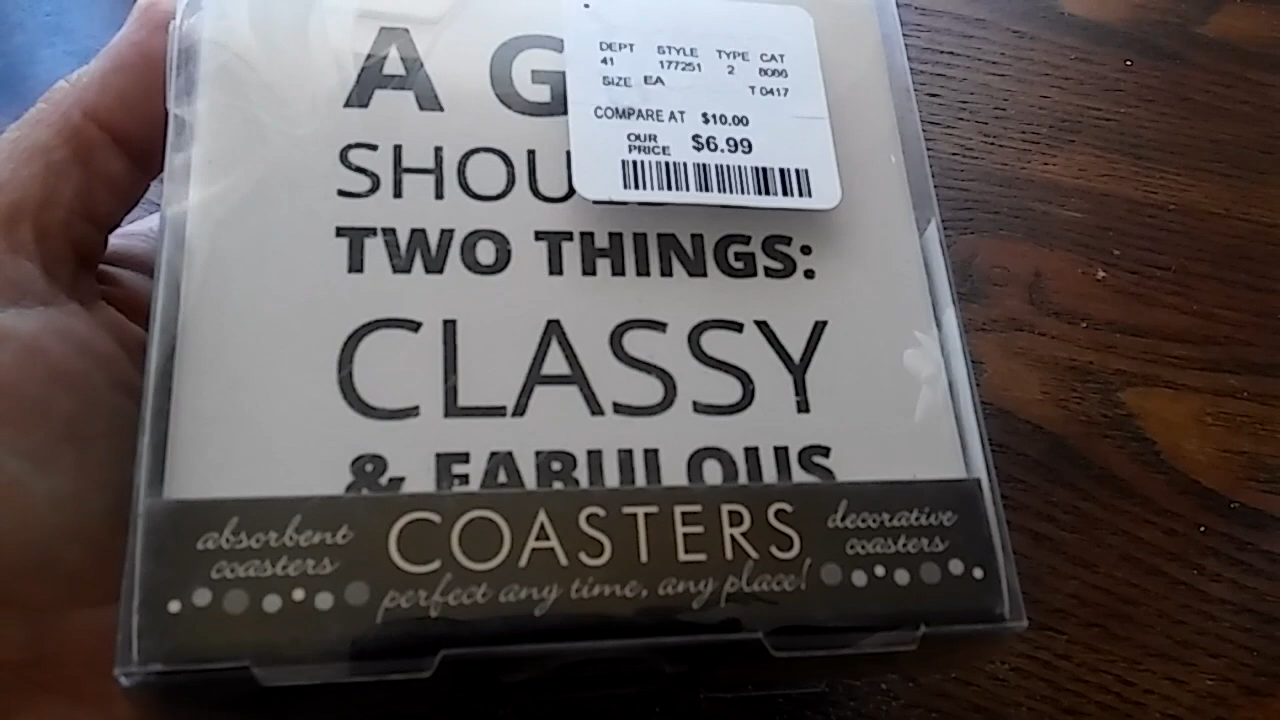 A G
SHOU
TWO THINGS:
CLASSY
& FABULOUS
DEPT STYLE TYPE CAT
41 177251 2
SIZE EA
T 0417
COMPARE AT $10.00
OUR
PRICE $6.99
absorbent
coasters
COASTERS
perfect any time, any place!
decorative
coasters